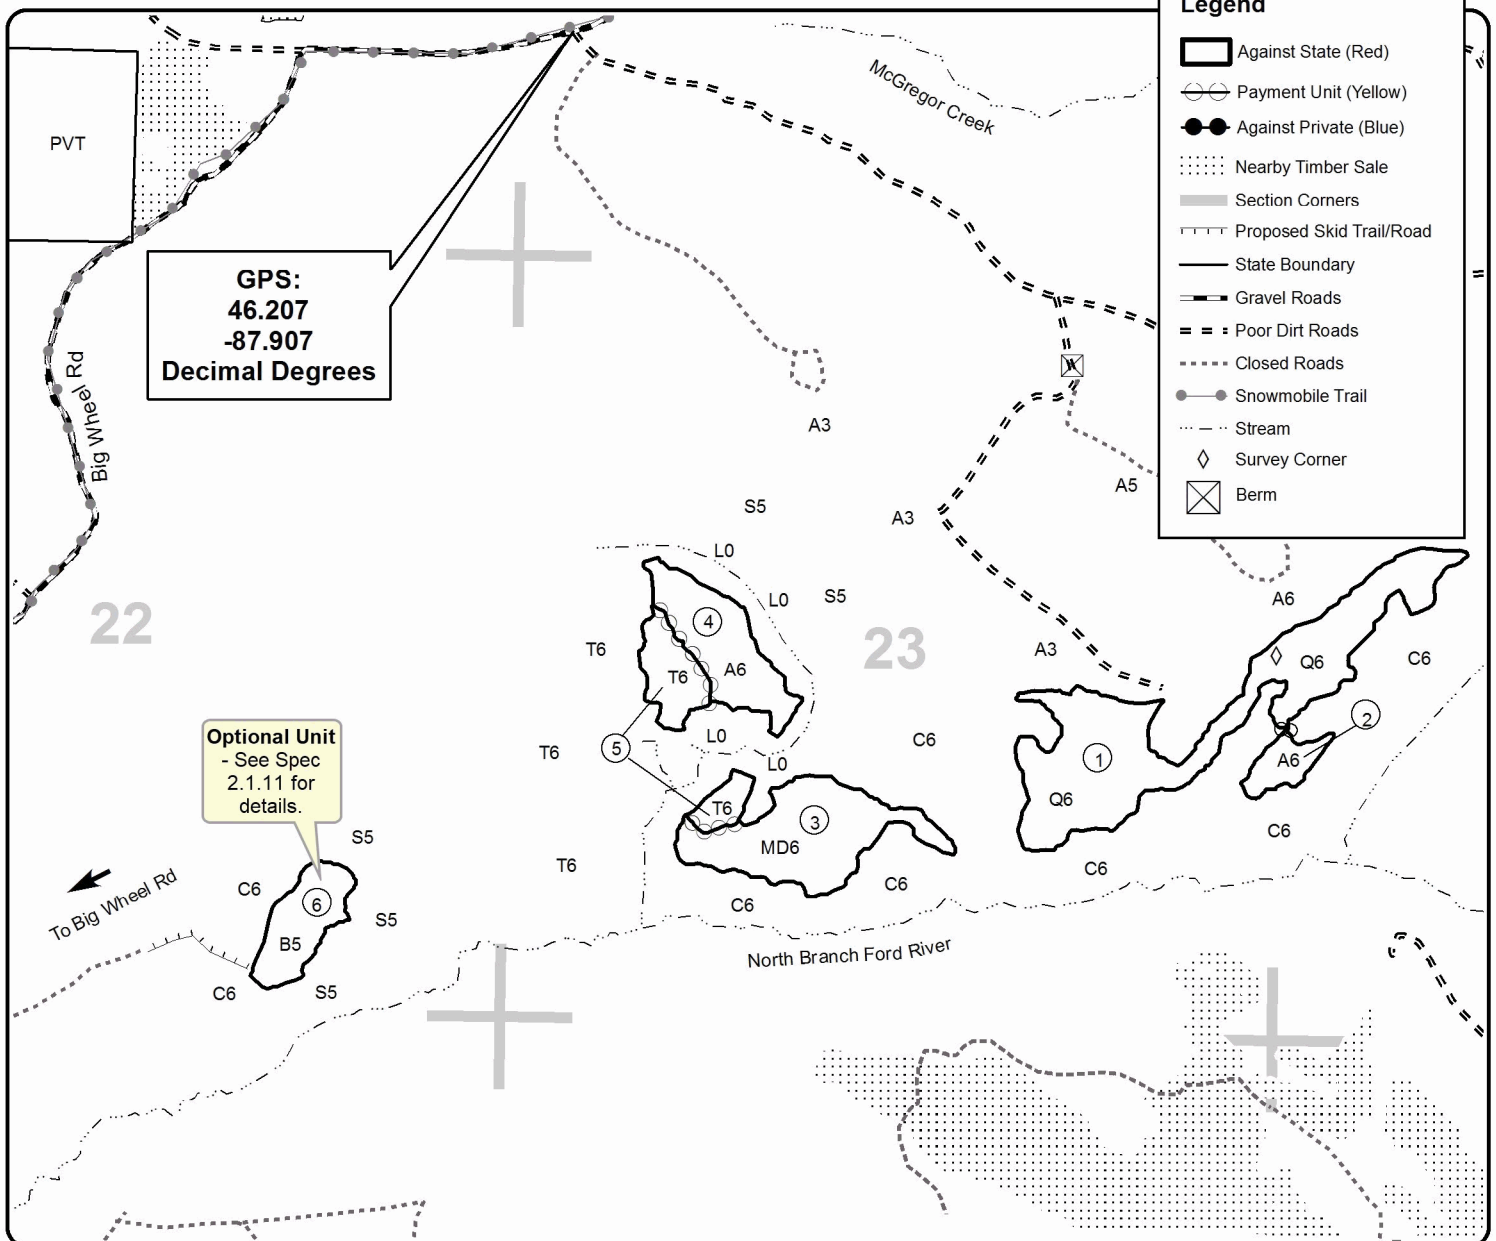 Legend
Against State (Red)
Payment Unit (Yellow)
Against Private (Blue)
Nearby Timber Sale
Section Corners
Proposed Skid Trail/Road
State Boundary
Gravel Roads
Poor Dirt Roads
Closed Roads
Snowmobile Trail
Stream
Survey Corner
Berm
McGregor Creek
PVT
GPS:
46.207
-87.907
Decimal Degrees
Big Wheel Rd
A3
A5
S5
A3
L0
L0
S5
A6
22
23
4
T6
A3
Q6
C6
T6
A6
2
L0
C6
5
T6
1
A6
L0
Optional Unit
- See Spec
2.1.11 for
details.
Q6
T6
3
C6
S5
MD6
T6
C6
C6
C6
To Big Wheel Rd
6
C6
S5
B5
North Branch Ford River
C6
S5